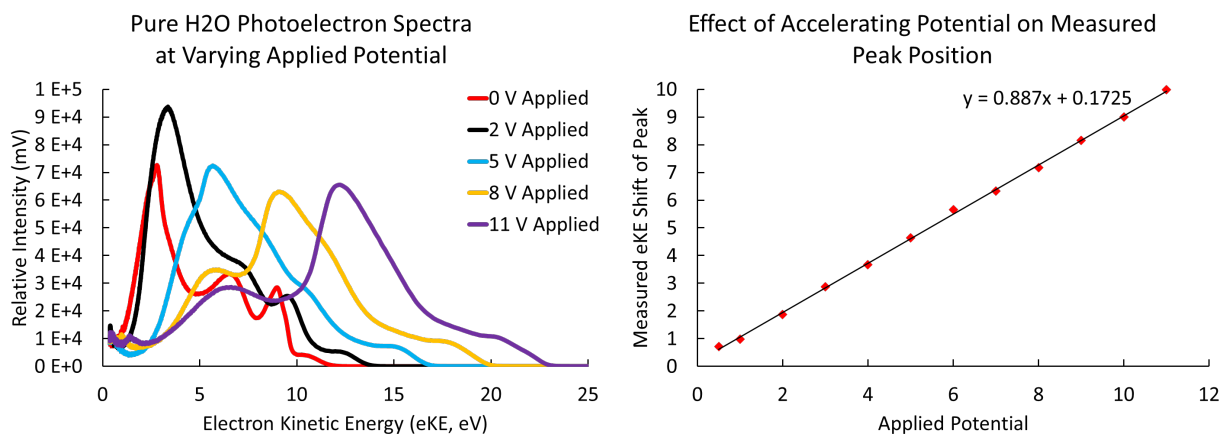 Pure H2O Photoelectron Spectra
at Varying Applied Potential
1 E+5
9 E+4
8 E+4
7 E+4
6 E+4
5 E+4
4 E+4
3 E+4
2 E+4
1 E+4
0 E+0
Relative Intensity (mV)
0 V Applied
2 V Applied
5 V Applied
8 V Applied
11 V Applied
0 5 10 15 20 25
Electron Kinetic Energy (eKE, eV)
Effect of Accelerating Potential on Measured
Peak Position
10
9
8
7
6
5
4
3
2
1
0
Measured eKE Shift of Peak
y = 0.887x + 0.1725
0 2 4 6 8 10 12
Applied Potential